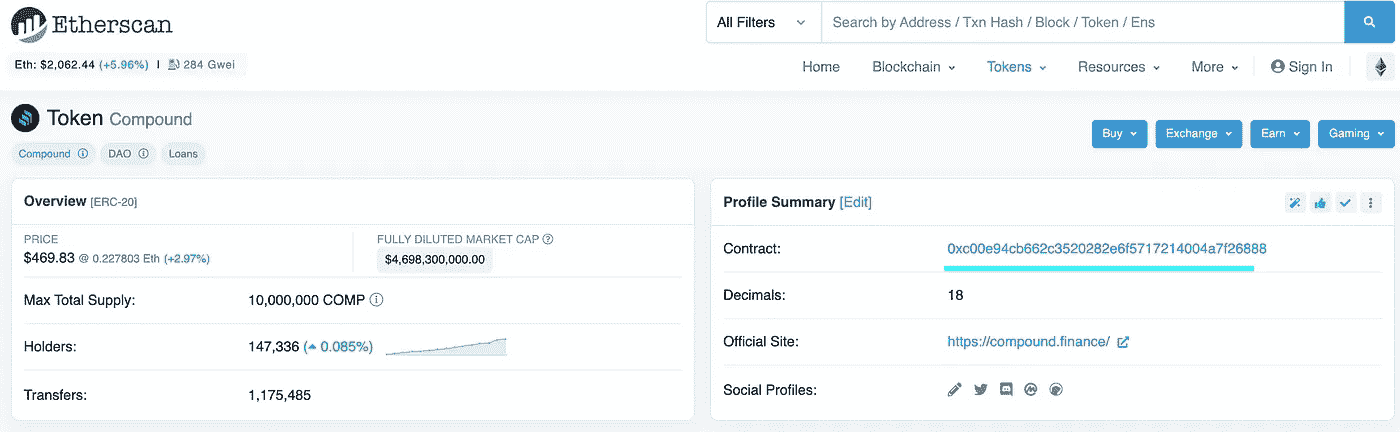 Etherscan
All Filters
Search by Address / Txn Hash / Block / Token / Ens
Eth: $2,062.44 (+5.96%) | 284 Gwei
Home Blockchain Tokens Resources More Sign In
Token Compound
Buy Exchange Earn Gaming
Compound DAO Loans
Overview [ERC-20]
PRICE
$469.83 @ 0.227803 Eth (+2.97%)
FULLY DILUTED MARKET CAP
$4,698,300,000.00
Max Total Supply: 10,000,000 COMP
Holders: 147,336 (0.085%)
Transfers: 1,175,485
Profile Summary [Edit]
Contract: 0xc00e94cb662c3520282e6f5717214004a7f26888
Decimals: 18
Official Site: https://compound.finance/
Social Profiles: